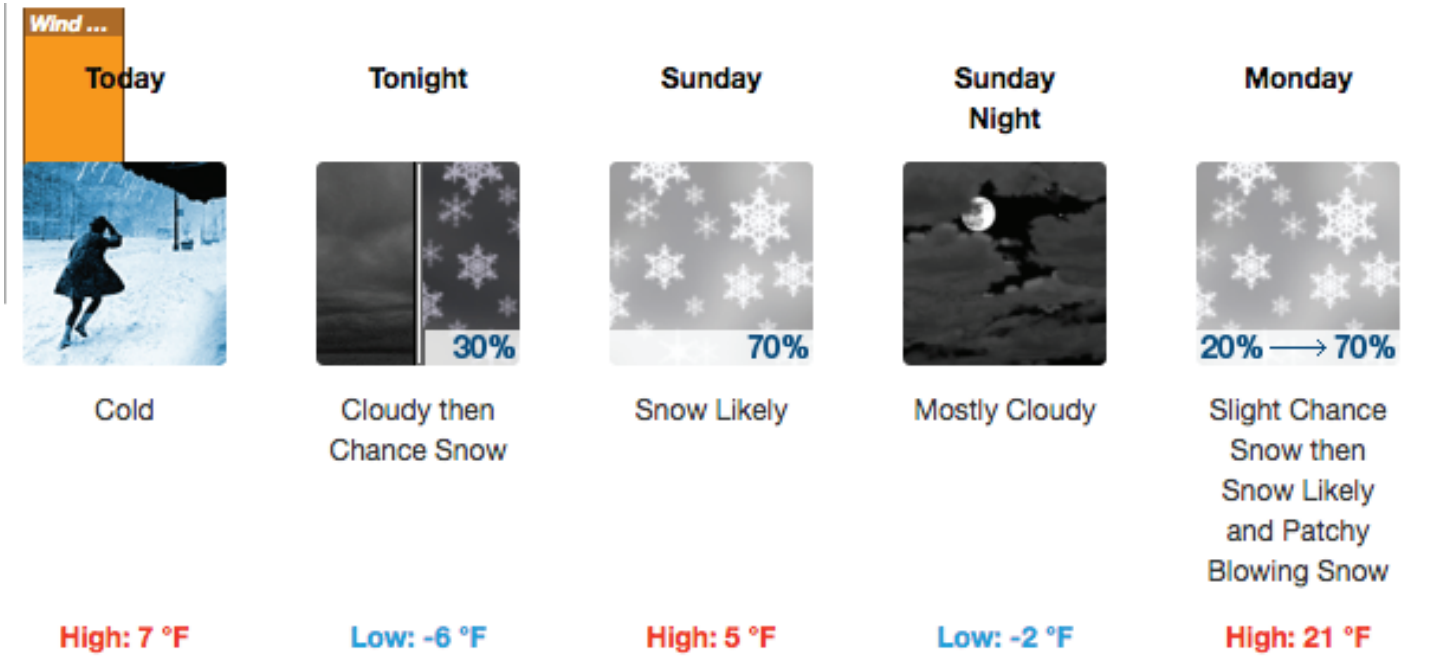 Wind ...
Today
Tonight
Sunday
Sunday
Night
Monday
30%
70%
20% → 70%
Cold
Cloudy then
Chance Snow
Snow Likely
Mostly Cloudy
Slight Chance
Snow then
Snow Likely
and Patchy
Blowing Snow
High: 7 °F
Low: -6 °F
High: 5 °F
Low: -2 °F
High: 21 °F